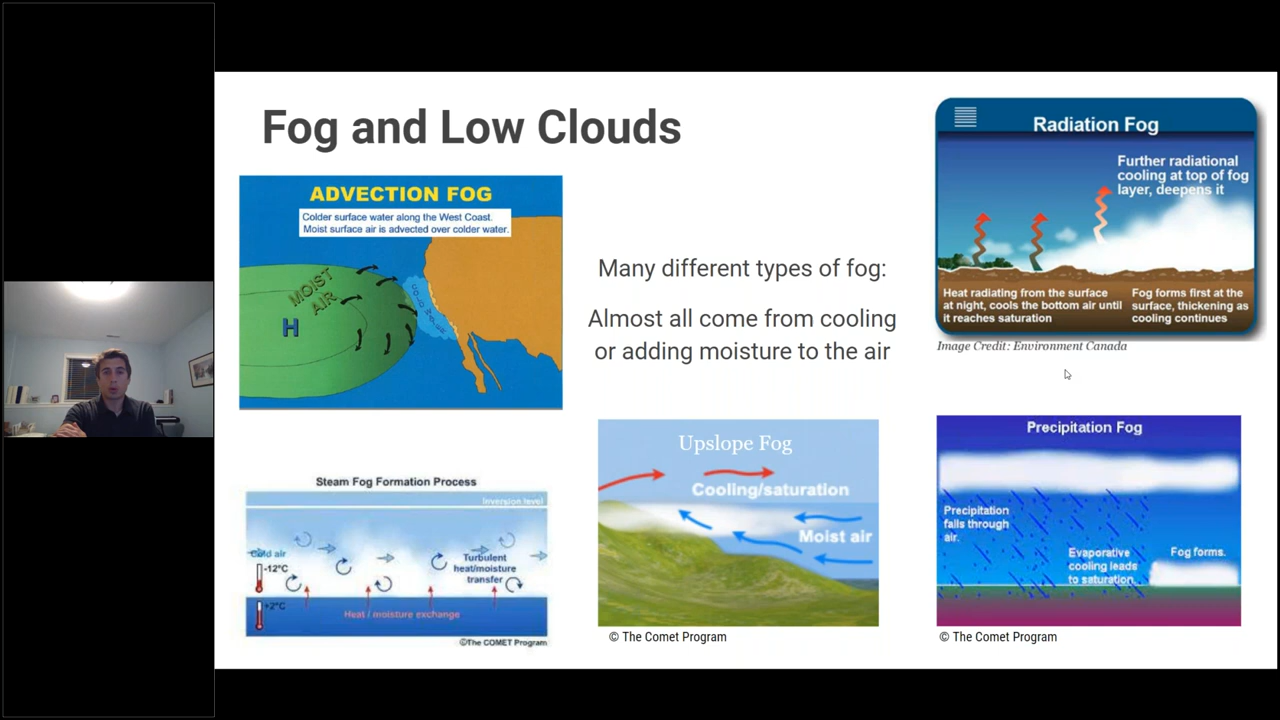 Fog and Low Clouds
ADVECTION FOG
Colder surface water along the West Coast.
Moist surface air is advected over colder water.
MOIST
AIR
H
Many different types of fog:
Almost all come from cooling
or adding moisture to the air
Radiation Fog
Further radiational
cooling at top of fog
layer, deepens it
Heat radiating from the surface
at night, cools the bottom air until
it reaches saturation
Fog forms first at the
surface, thickening as
cooling continues
Image Credit: Environment Canada
Steam Fog Formation Process
Inversion level
Cold air
-12°C
Turbulent
heat/moisture
transfer
+2°C
Heat / moisture exchange
©The COMET Program
Upslope Fog
Cooling/saturation
Moist air
© The Comet Program
Precipitation Fog
Precipitation
falls through
air.
Evaporative
cooling leads
to saturation.
Fog forms.
© The Comet Program